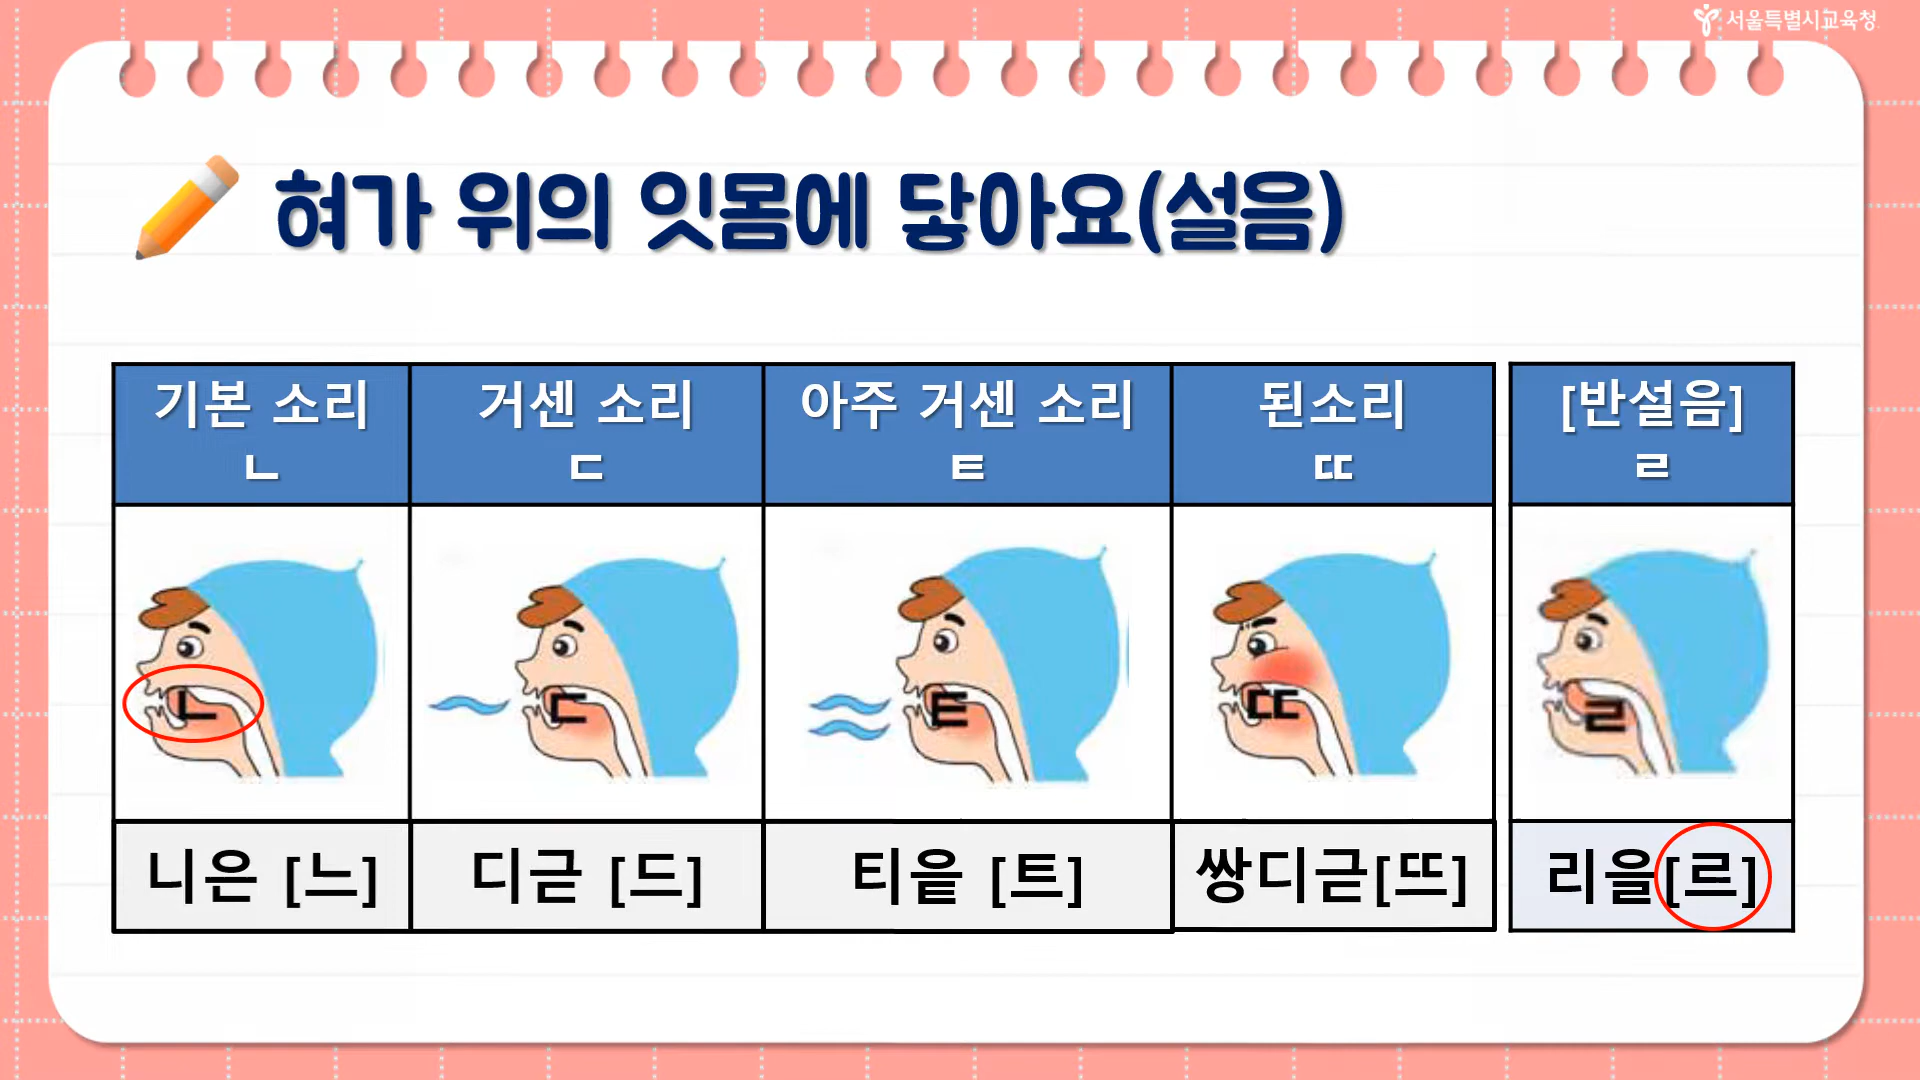 서울특별시교육청
혀가 위의 잇몸에 닿아요(설음)
기본 소리
ㄴ
거센 소리
ㄷ
아주 거센 소리
ㅌ
된소리
ㄸ
[반설음]
ㄹ
ㄴ
ㄷ
ㅌ
ㄸ
ㄹ
니은 [느]
디귿 [드]
티읕 [트]
쌍디귿[뜨]
리을[르]